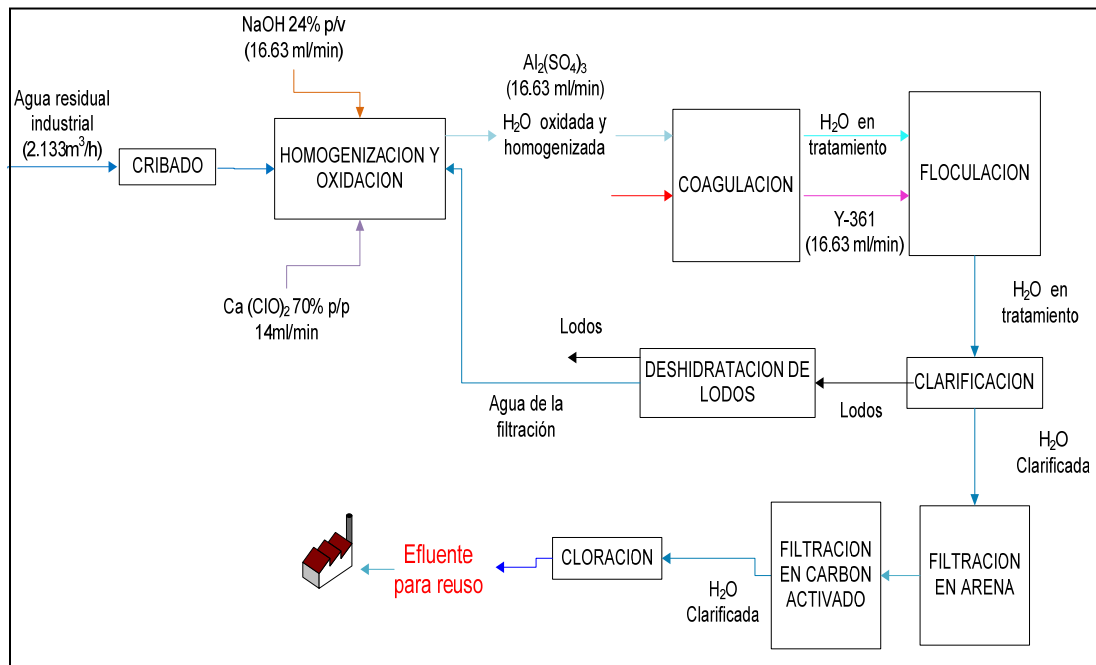 NaOH 24% p/v
(16.63 ml/min)
Agua residual
industrial
(2.133m³/h)
CRIBADO
HOMOGENIZACION Y
OXIDACION
Ca (ClO)₂ 70% p/p
14ml/min
Al₂(SO₄)₃
(16.63 ml/min)
H₂O oxidada y
homogenizada
COAGULACION
H₂O en
tratamiento
Y-361
(16.63 ml/min)
FLOCULACION
H₂O en
tratamiento
CLARIFICACION
Lodos
DESHIDRATACION DE
LODOS
Lodos
Agua de la
filtración
H₂O
Clarificada
FILTRACION
EN ARENA
FILTRACION
EN CARBON
ACTIVADO
H₂O
Clarificada
CLORACION
Efluente
para reuso